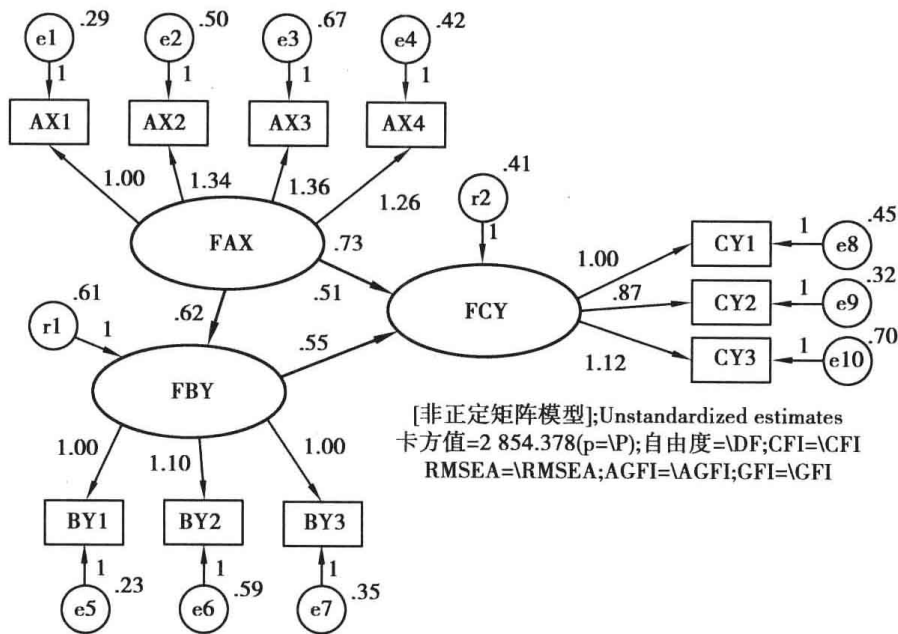 .29 .50 .67 .42
e1 e2 e3 e4
1 1 1 1
AX1 AX2 AX3 AX4
1.00 1.34 1.36 1.26
.41
r2
1
FAX .73
.51
.62
.61
r1
1
FBY
.55
FCY
1.00
.87
1.12
CY1 1 e8 .45
CY2 1 e9 .32
CY3 1 e10 .70
[非正定矩阵模型];Unstandardized estimates
卡方值=2 854.378(p=\P);自由度=\DF;CFI=\CFI
RMSEA=\RMSEA;AGFI=\AGFI;GFI=\GFI
1.00 1.10 1.00
BY1 BY2 BY3
1 1 1
e5 .23 e6 .59 e7 .35